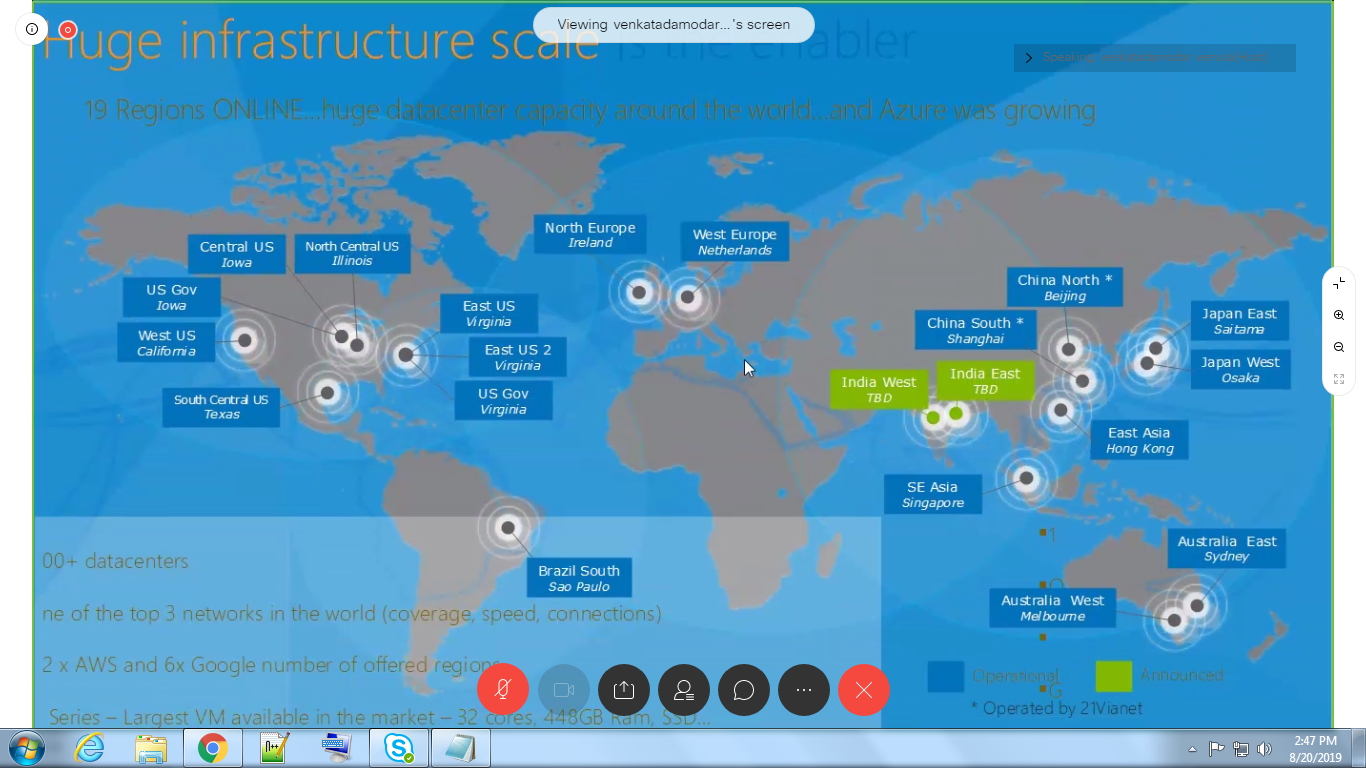 Viewing venkatadamodar... 's screen
Huge infrastructure scale is the enabler
Speaking:
19 Regions ONLINE....huge datacenter capacity around the world...and Azure was growing
North Europe
Ireland
West Europe
Netherlands
Central US
Iowa
North Central US
Illinois
US Gov
Iowa
West US
California
South Central US
Texas
East US
Virginia
East US 2
Virginia
US Gov
Virginia
China North *
Beijing
China South *
Shanghai
Japan East
Saitama
Japan West
Osaka
India West
TBD
India East
TBD
East Asia
Hong Kong
SE Asia
Singapore
Brazil South
Sao Paulo
Australia East
Sydney
Australia West
Melbourne
1
O
G
00+ datacenters
ne of the top 3 networks in the world (coverage, speed, connections)
2 x AWS and 6x Google number of offered regions
Series – Largest VM available in the market – 32 cores, 448GB Ram, SSD...
Operational
Announced
* Operated by 21Vianet
2:47 PM
8/20/2019